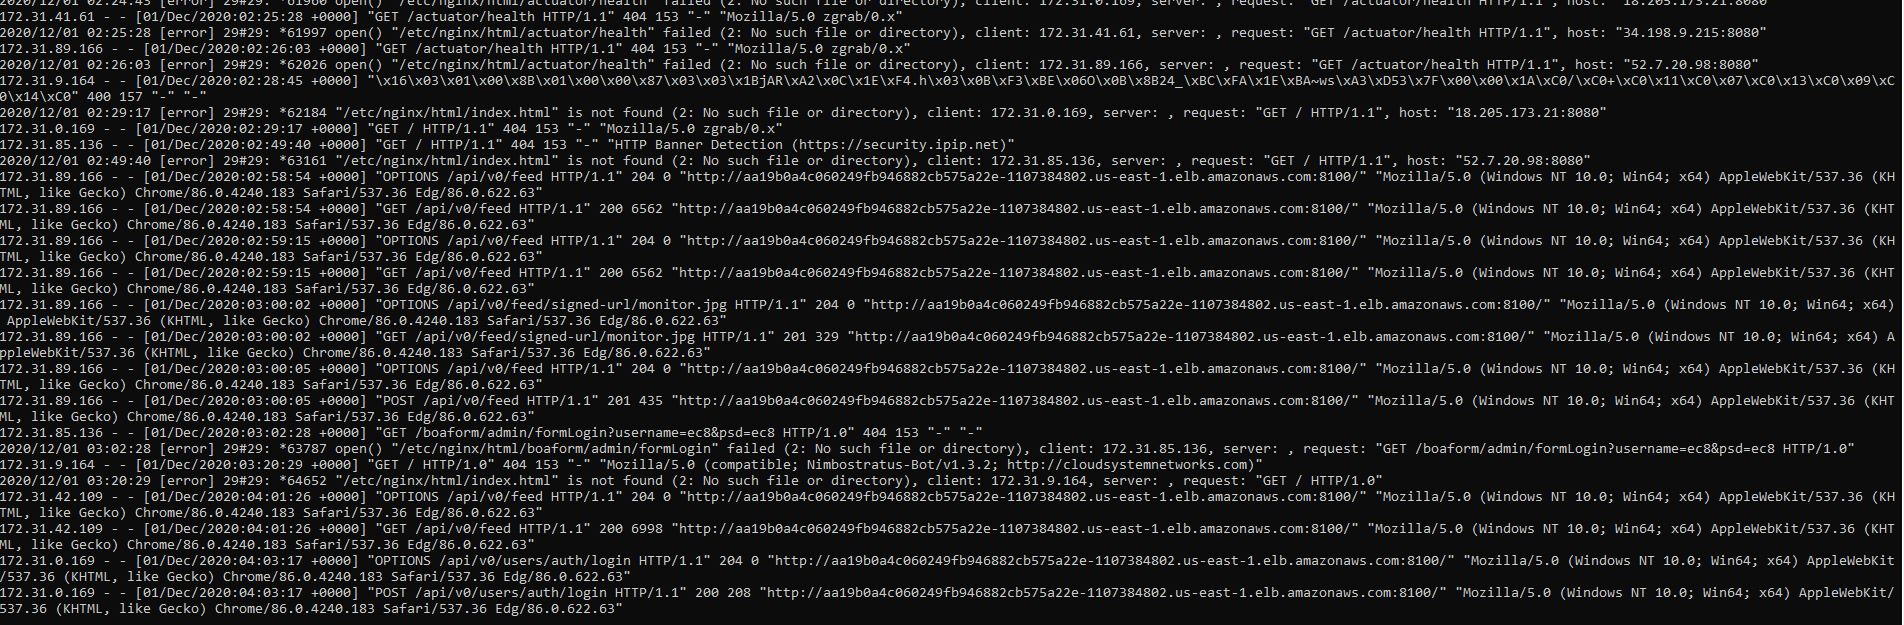 2020/12/01 02:24:43 [error] 29#29: *61960 open() "/etc/nginx/html/actuator/health" failed (2: No such file or directory), client: 172.31.0.169, server: , request: "GET /actuator/health HTTP/1.1", host: "18.205.173.21:8080"
172.31.41.61 - - [01/Dec/2020:02:25:28 +0000] "GET /actuator/health HTTP/1.1" 404 153 "-" "Mozilla/5.0 zgrab/0.x"
2020/12/01 02:25:28 [error] 29#29: *61997 open() "/etc/nginx/html/actuator/health" failed (2: No such file or directory), client: 172.31.41.61, server: , request: "GET /actuator/health HTTP/1.1", host: "34.198.9.215:8080"
172.31.89.166 - - [01/Dec/2020:02:26:03 +0000] "GET /actuator/health HTTP/1.1" 404 153 "-" "Mozilla/5.0 zgrab/0.x"
2020/12/01 02:26:03 [error] 29#29: *62026 open() "/etc/nginx/html/actuator/health" failed (2: No such file or directory), client: 172.31.89.166, server: , request: "GET /actuator/health HTTP/1.1", host: "52.7.20.98:8080"
172.31.9.164 - - [01/Dec/2020:02:28:45 +0000] "\x16\x03\x01\x00\x8B\x01\x00\x00\x87\x03\x03\x1BjAR\xA2\x0C\x1E\xF4.h\x03\x0B\xF3\xBE\x06O\x0B\x8B24_\xBC\xFA\x1E\xBA~ws\xA3\xD53\x7F\x00\x00\x1A\xC0/\xC0+\xC0\x11\xC0\x07\xC0\x13\xC0\x09\xC
0\x14\xC0" 400 157 "-" "-"
2020/12/01 02:29:17 [error] 29#29: *62184 "/etc/nginx/html/index.html" is not found (2: No such file or directory), client: 172.31.0.169, server: , request: "GET / HTTP/1.1", host: "18.205.173.21:8080"
172.31.0.169 - - [01/Dec/2020:02:29:17 +0000] "GET / HTTP/1.1" 404 153 "-" "Mozilla/5.0 zgrab/0.x"
172.31.85.136 - - [01/Dec/2020:02:49:40 +0000] "GET / HTTP/1.1" 404 153 "-" "HTTP Banner Detection (https://security.ipip.net)"
2020/12/01 02:49:40 [error] 29#29: *63161 "/etc/nginx/html/index.html" is not found (2: No such file or directory), client: 172.31.85.136, server: , request: "GET / HTTP/1.1", host: "52.7.20.98:8080"
172.31.89.166 - - [01/Dec/2020:02:58:54 +0000] "OPTIONS /api/v0/feed HTTP/1.1" 204 0 "http://aa19b0a4c060249fb946882cb575a22e-1107384802.us-east-1.elb.amazonaws.com:8100/" "Mozilla/5.0 (Windows NT 10.0; Win64; x64) AppleWebKit/537.36 (KH
TML, like Gecko) Chrome/86.0.4240.183 Safari/537.36 Edg/86.0.622.63"
172.31.89.166 - - [01/Dec/2020:02:58:54 +0000] "GET /api/v0/feed HTTP/1.1" 200 6562 "http://aa19b0a4c060249fb946882cb575a22e-1107384802.us-east-1.elb.amazonaws.com:8100/" "Mozilla/5.0 (Windows NT 10.0; Win64; x64) AppleWebKit/537.36 (KHT
ML, like Gecko) Chrome/86.0.4240.183 Safari/537.36 Edg/86.0.622.63"
172.31.89.166 - - [01/Dec/2020:02:59:15 +0000] "OPTIONS /api/v0/feed HTTP/1.1" 204 0 "http://aa19b0a4c060249fb946882cb575a22e-1107384802.us-east-1.elb.amazonaws.com:8100/" "Mozilla/5.0 (Windows NT 10.0; Win64; x64) AppleWebKit/537.36 (KH
TML, like Gecko) Chrome/86.0.4240.183 Safari/537.36 Edg/86.0.622.63"
172.31.89.166 - - [01/Dec/2020:02:59:15 +0000] "GET /api/v0/feed HTTP/1.1" 200 6562 "http://aa19b0a4c060249fb946882cb575a22e-1107384802.us-east-1.elb.amazonaws.com:8100/" "Mozilla/5.0 (Windows NT 10.0; Win64; x64) AppleWebKit/537.36 (KHT
ML, like Gecko) Chrome/86.0.4240.183 Safari/537.36 Edg/86.0.622.63"
172.31.89.166 - - [01/Dec/2020:03:00:02 +0000] "OPTIONS /api/v0/feed/signed-url/monitor.jpg HTTP/1.1" 204 0 "http://aa19b0a4c060249fb946882cb575a22e-1107384802.us-east-1.elb.amazonaws.com:8100/" "Mozilla/5.0 (Windows NT 10.0; Win64; x64)
 AppleWebKit/537.36 (KHTML, like Gecko) Chrome/86.0.4240.183 Safari/537.36 Edg/86.0.622.63"
172.31.89.166 - - [01/Dec/2020:03:00:02 +0000] "GET /api/v0/feed/signed-url/monitor.jpg HTTP/1.1" 201 329 "http://aa19b0a4c060249fb946882cb575a22e-1107384802.us-east-1.elb.amazonaws.com:8100/" "Mozilla/5.0 (Windows NT 10.0; Win64; x64) A
ppleWebKit/537.36 (KHTML, like Gecko) Chrome/86.0.4240.183 Safari/537.36 Edg/86.0.622.63"
172.31.89.166 - - [01/Dec/2020:03:00:05 +0000] "OPTIONS /api/v0/feed HTTP/1.1" 204 0 "http://aa19b0a4c060249fb946882cb575a22e-1107384802.us-east-1.elb.amazonaws.com:8100/" "Mozilla/5.0 (Windows NT 10.0; Win64; x64) AppleWebKit/537.36 (KH
TML, like Gecko) Chrome/86.0.4240.183 Safari/537.36 Edg/86.0.622.63"
172.31.89.166 - - [01/Dec/2020:03:00:05 +0000] "POST /api/v0/feed HTTP/1.1" 201 435 "http://aa19b0a4c060249fb946882cb575a22e-1107384802.us-east-1.elb.amazonaws.com:8100/" "Mozilla/5.0 (Windows NT 10.0; Win64; x64) AppleWebKit/537.36 (KHT
ML, like Gecko) Chrome/86.0.4240.183 Safari/537.36 Edg/86.0.622.63"
172.31.85.136 - - [01/Dec/2020:03:02:28 +0000] "GET /boaform/admin/formLogin?username=ec8&psd=ec8 HTTP/1.0" 404 153 "-" "-"
2020/12/01 03:02:28 [error] 29#29: *63787 open() "/etc/nginx/html/boaform/admin/formLogin" failed (2: No such file or directory), client: 172.31.85.136, server: , request: "GET /boaform/admin/formLogin?username=ec8&psd=ec8 HTTP/1.0"
172.31.9.164 - - [01/Dec/2020:03:20:29 +0000] "GET / HTTP/1.0" 404 153 "-" "Mozilla/5.0 (compatible; Nimbostratus-Bot/v1.3.2; http://cloudsystemnetworks.com)"
2020/12/01 03:20:29 [error] 29#29: *64652 "/etc/nginx/html/index.html" is not found (2: No such file or directory), client: 172.31.9.164, server: , request: "GET / HTTP/1.0"
172.31.42.109 - - [01/Dec/2020:04:01:26 +0000] "OPTIONS /api/v0/feed HTTP/1.1" 204 0 "http://aa19b0a4c060249fb946882cb575a22e-1107384802.us-east-1.elb.amazonaws.com:8100/" "Mozilla/5.0 (Windows NT 10.0; Win64; x64) AppleWebKit/537.36 (KH
TML, like Gecko) Chrome/86.0.4240.183 Safari/537.36 Edg/86.0.622.63"
172.31.42.109 - - [01/Dec/2020:04:01:26 +0000] "GET /api/v0/feed HTTP/1.1" 200 6998 "http://aa19b0a4c060249fb946882cb575a22e-1107384802.us-east-1.elb.amazonaws.com:8100/" "Mozilla/5.0 (Windows NT 10.0; Win64; x64) AppleWebKit/537.36 (KHT
ML, like Gecko) Chrome/86.0.4240.183 Safari/537.36 Edg/86.0.622.63"
172.31.0.169 - - [01/Dec/2020:04:03:17 +0000] "OPTIONS /api/v0/users/auth/login HTTP/1.1" 204 0 "http://aa19b0a4c060249fb946882cb575a22e-1107384802.us-east-1.elb.amazonaws.com:8100/" "Mozilla/5.0 (Windows NT 10.0; Win64; x64) AppleWebKit
/537.36 (KHTML, like Gecko) Chrome/86.0.4240.183 Safari/537.36 Edg/86.0.622.63"
172.31.0.169 - - [01/Dec/2020:04:03:17 +0000] "POST /api/v0/users/auth/login HTTP/1.1" 200 208 "http://aa19b0a4c060249fb946882cb575a22e-1107384802.us-east-1.elb.amazonaws.com:8100/" "Mozilla/5.0 (Windows NT 10.0; Win64; x64) AppleWebKit/
537.36 (KHTML, like Gecko) Chrome/86.0.4240.183 Safari/537.36 Edg/86.0.622.63"